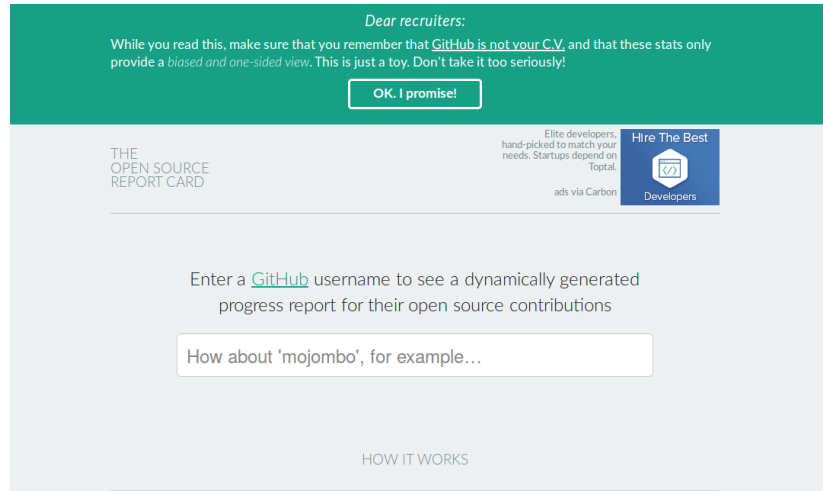 Dear recruiters:
While you read this, make sure that you remember that GitHub is not your C.V. and that these stats only
provide a biased and one-sided view. This is just a toy. Don't take it too seriously!
OK. I promise!
THE
OPEN SOURCE
REPORT CARD
Elite developers,
hand-picked to match your
needs. Startups depend on
Toptal.
ads via Carbon
Hire The Best
</>
Developers
Enter a GitHub username to see a dynamically generated
progress report for their open source contributions
How about 'mojombo', for example…
HOW IT WORKS